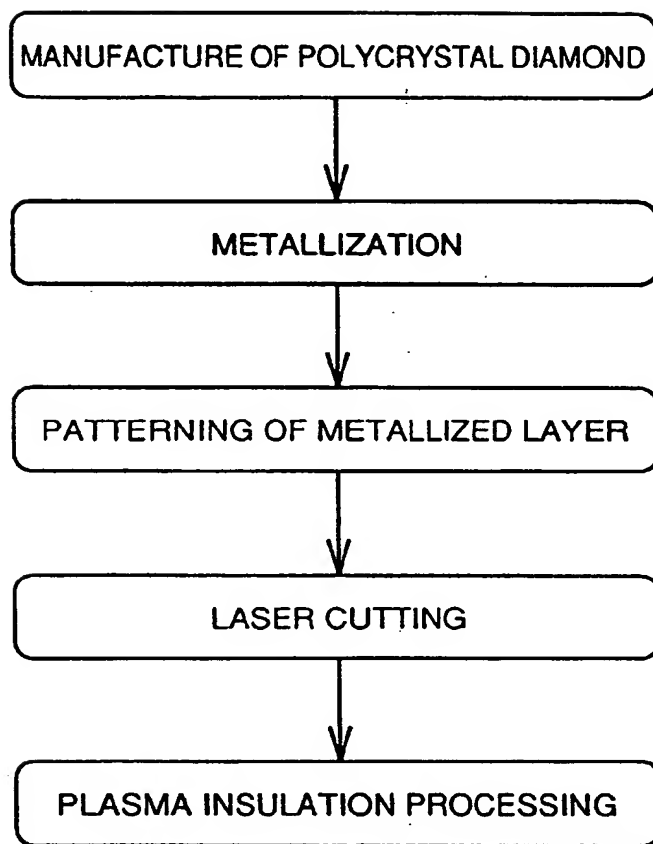 MANUFACTURE OF POLYCRYSTAL DIAMOND
METALLIZATION
PATTERNING OF METALLIZED LAYER
LASER CUTTING
PLASMA INSULATION PROCESSING